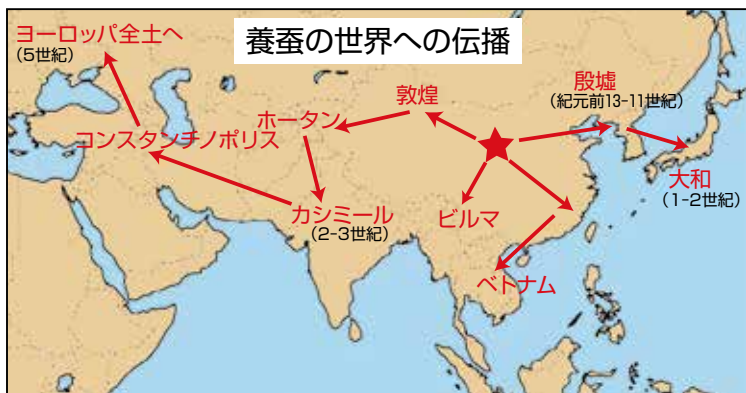 養蚕の世界への伝播
ヨーロッパ全土へ
(5世紀)
コンスタンチノポリス
ホータン
敦煌
殷墟
(紀元前13-11世紀)
大和
(1-2世紀)
カシミール
(2-3世紀)
ビルマ
ベトナム